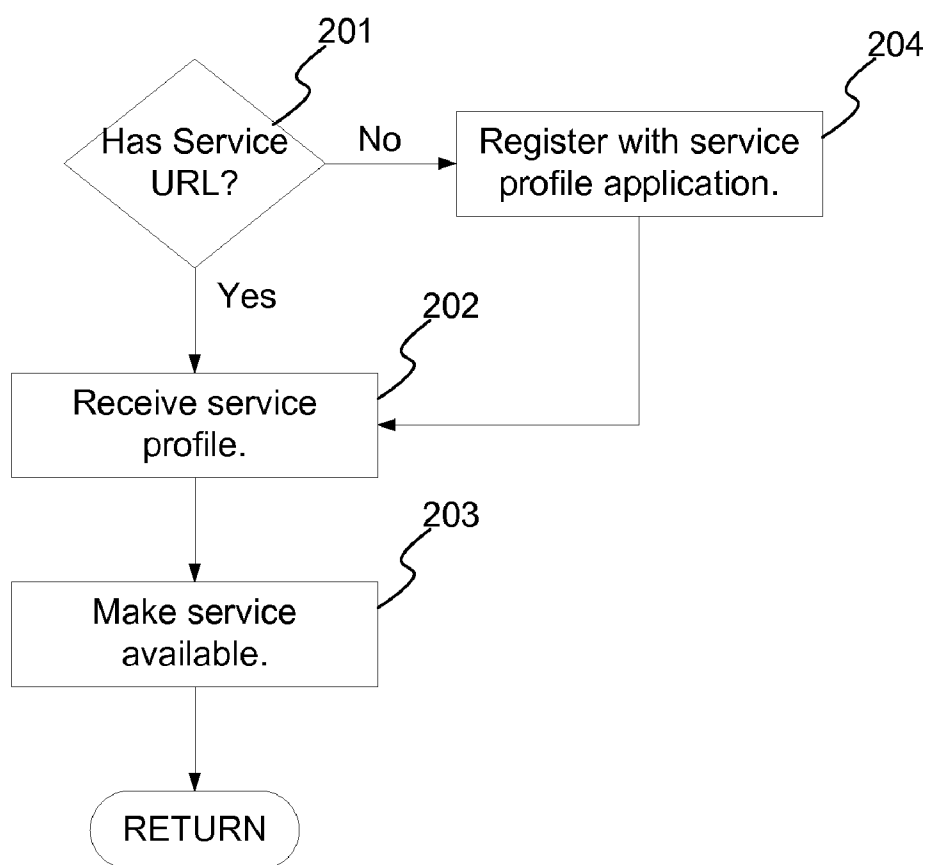 201
204
Has Service
URL?
No
Register with service
profile application.
Yes
202
Receive service
profile.
203
Make service
available.
RETURN